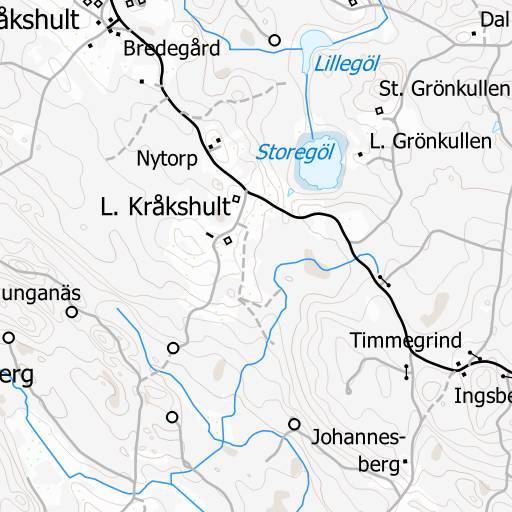 åkshult
Dal
Bredegård
Lillegöl
St. Grönkullen
L. Grönkullen
Storegöl
Nytorp
L. Kråkshult
unganäs
Timmegrind
erg
Ingsbe
Johannes-
berg